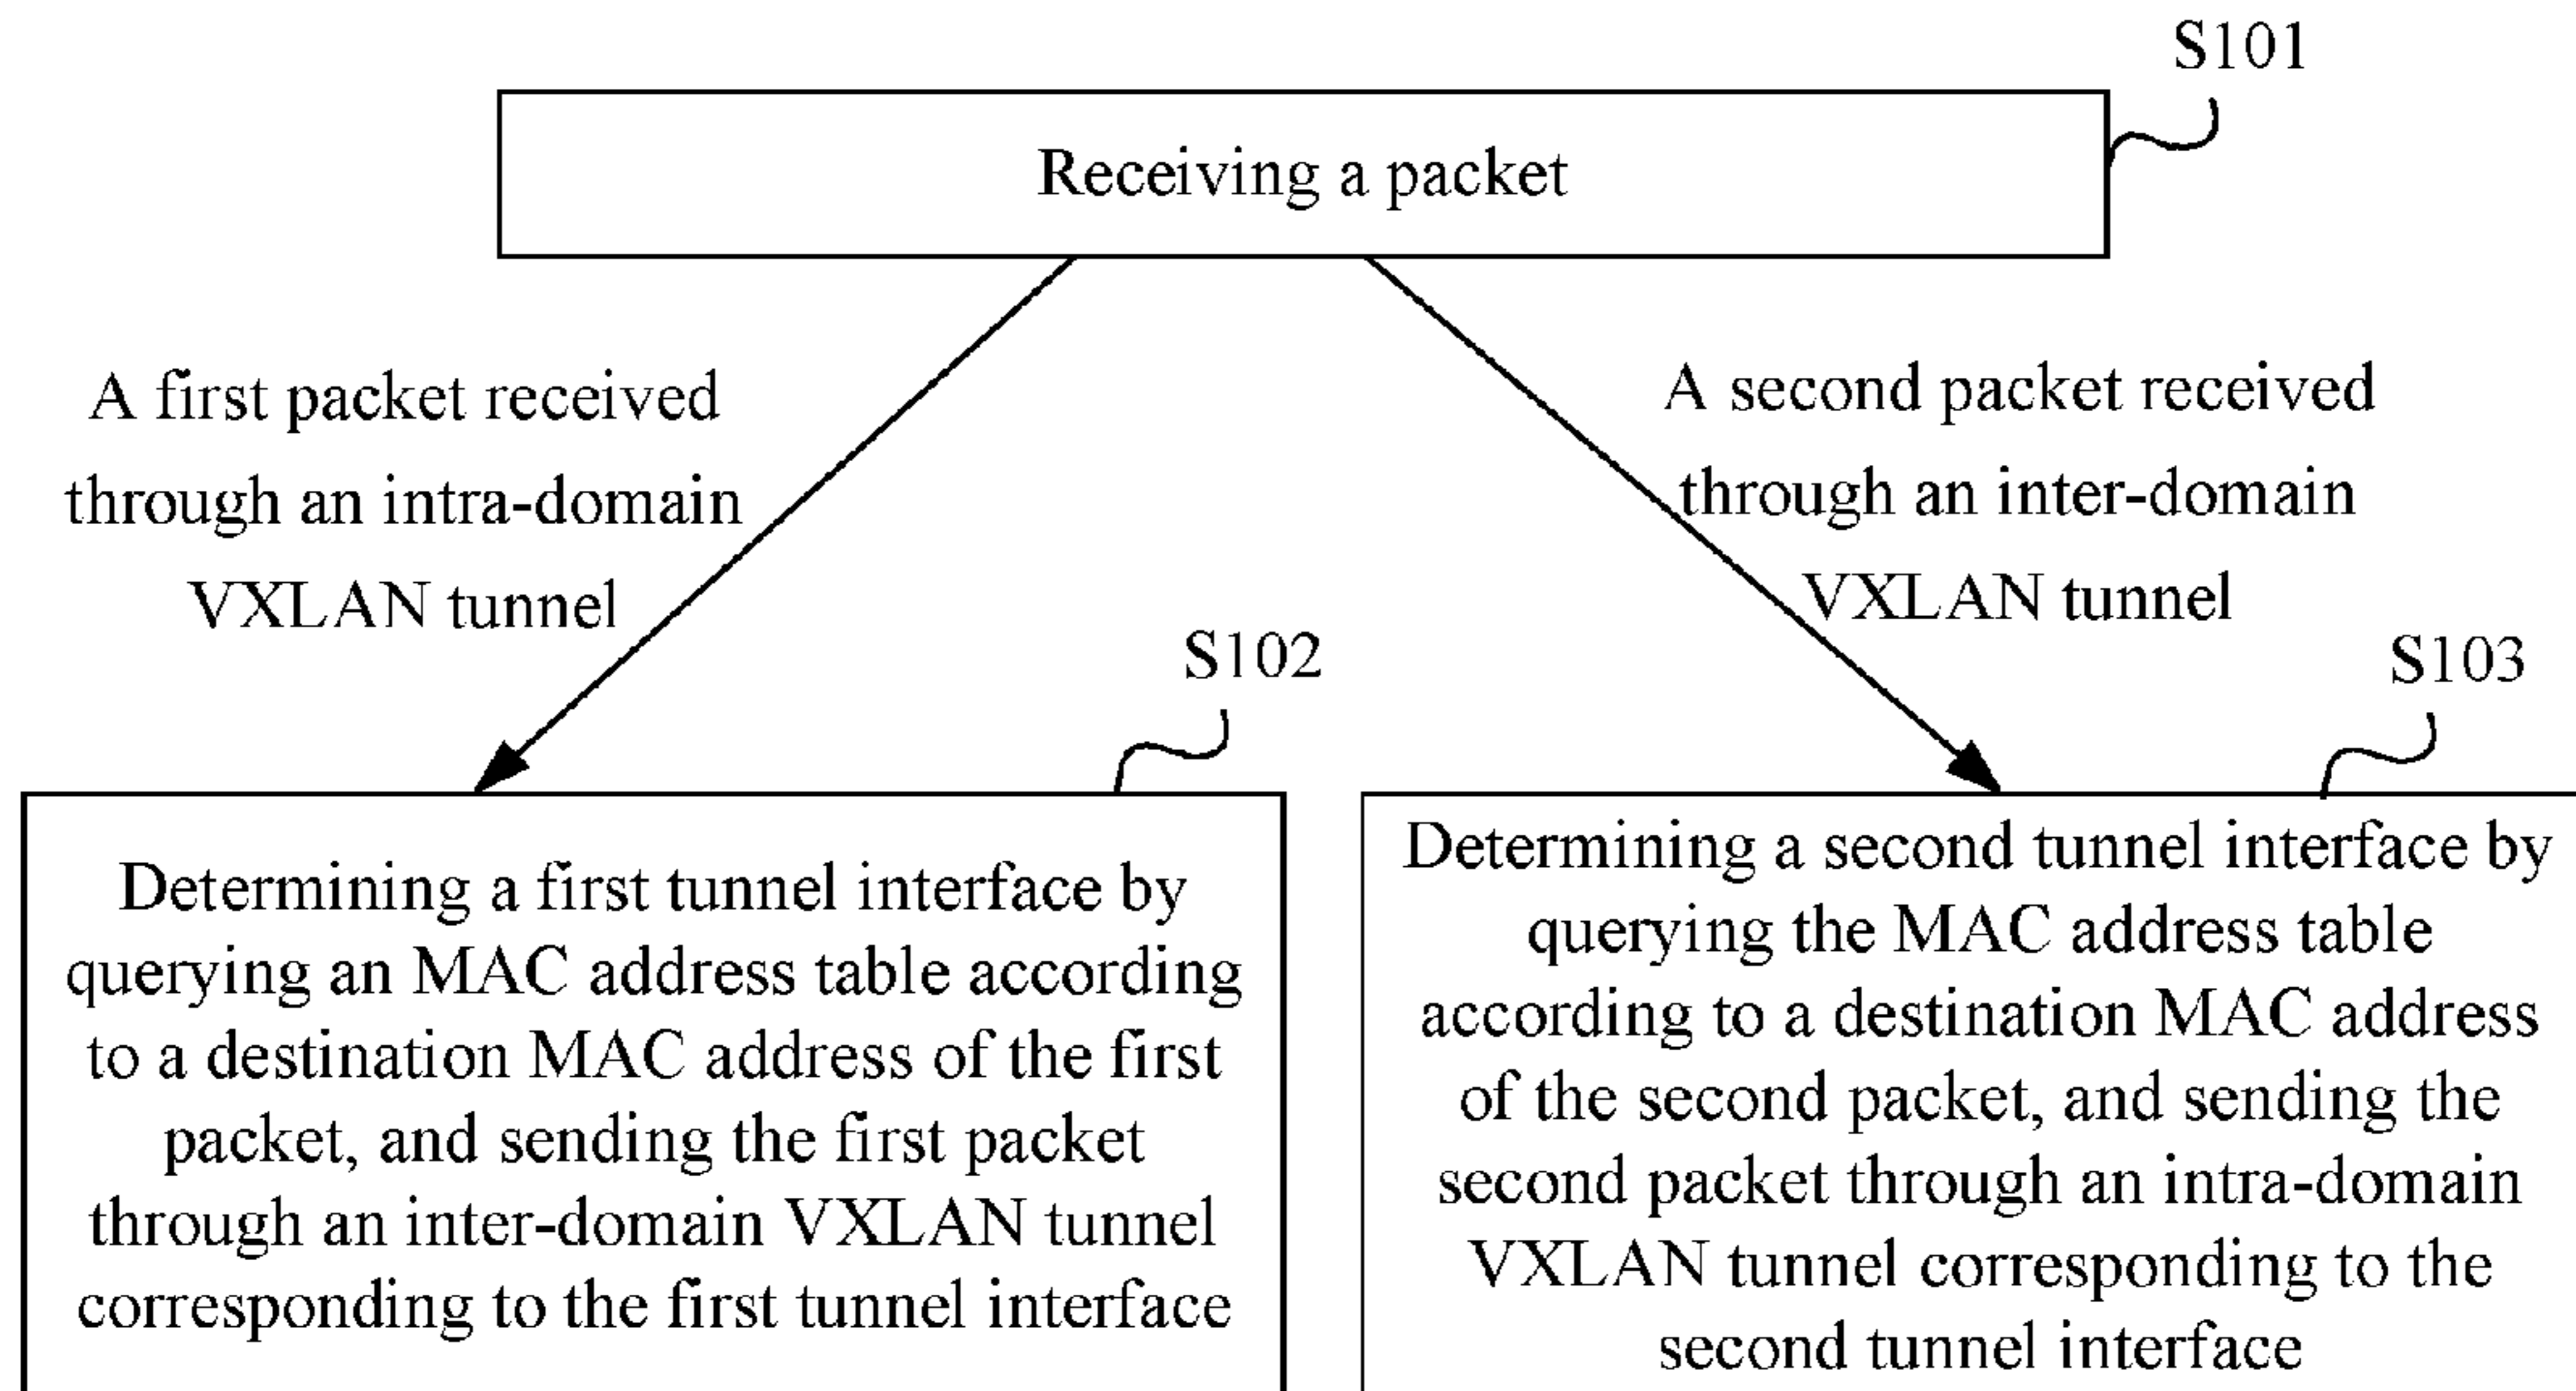 S101
Receiving a packet
A first packet received
through an intra-domain
VXLAN tunnel
A second packet received
through an inter-domain
VXLAN tunnel
S102
Determining a first tunnel interface by
querying an MAC address table according
to a destination MAC address of the first
packet, and sending the first packet
through an inter-domain VXLAN tunnel
corresponding to the first tunnel interface
S103
Determining a second tunnel interface by
querying the MAC address table
according to a destination MAC address
of the second packet, and sending the
second packet through an intra-domain
VXLAN tunnel corresponding to the
second tunnel interface